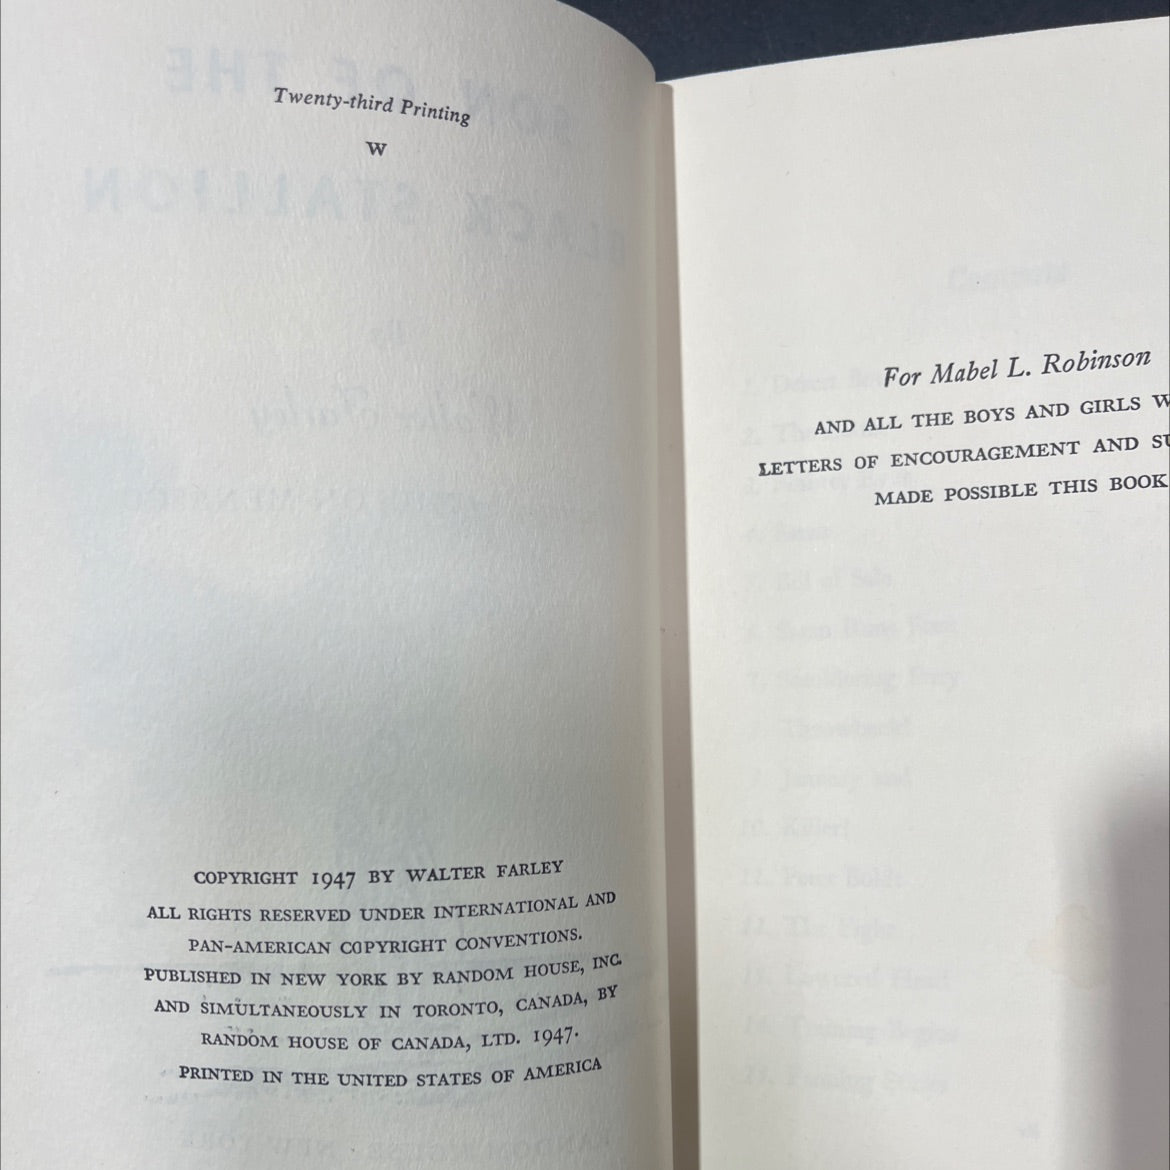 Twenty-third Printing
W
COPYRIGHT 1947 BY WALTER FARLEY
ALL RIGHTS RESERVED UNDER INTERNATIONAL AND
PAN-AMERICAN COPYRIGHT CONVENTIONS.
PUBLISHED IN NEW YORK BY RANDOM HOUSE, INC.
AND SIMULTANEOUSLY IN TORONTO, CANADA, BY
RANDOM HOUSE OF CANADA, LTD. 1947.
PRINTED IN THE UNITED STATES OF AMERICA
For Mabel L. Robinson
AND ALL THE BOYS AND GIRLS W
LETTERS OF ENCOURAGEMENT AND SU
MADE POSSIBLE THIS BOOK